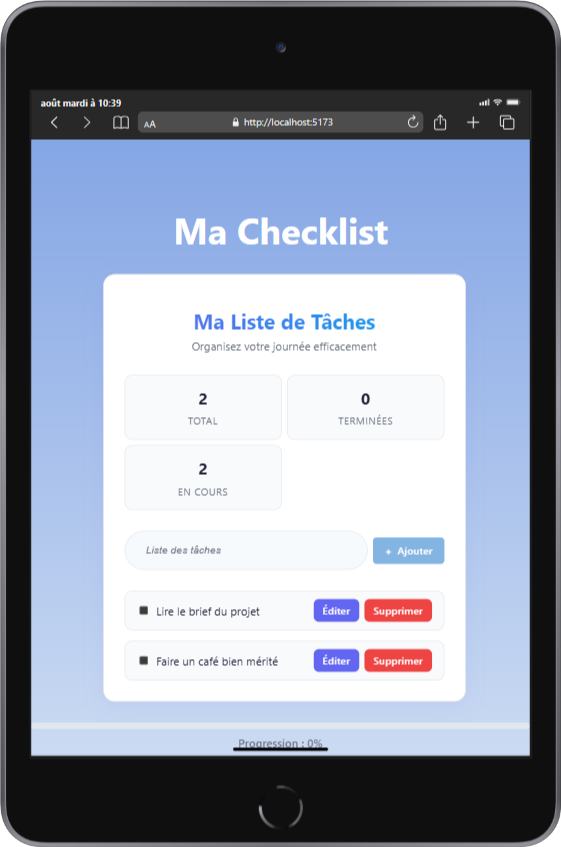 août mardi à 10:39
AA http://localhost:5173
Ma Checklist
Ma Liste de Tâches
Organisez votre journée efficacement
2 0
TOTAL TERMINÉES
2
EN COURS
Liste des tâches + Ajouter
Lire le brief du projet Éditer Supprimer
Faire un café bien mérité Éditer Supprimer
Progression : 0%